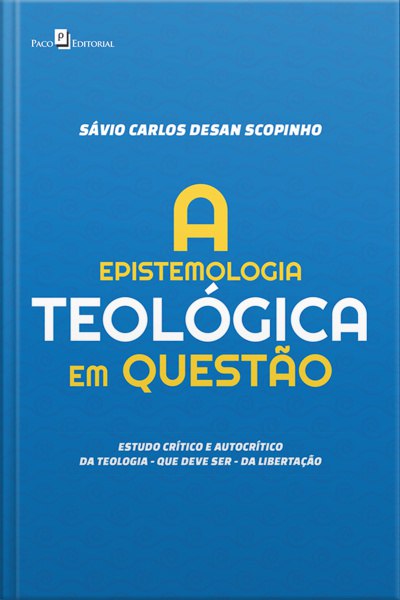 PACO P EDITORIAL
SÁVIO CARLOS DESAN SCOPINHO
A
EPISTEMOLOGIA
TEOLÓGICA
EM QUESTÃO
ESTUDO CRÍTICO E AUTOCRÍTICO
DA TEOLOGIA - QUE DEVE SER - DA LIBERTAÇÃO